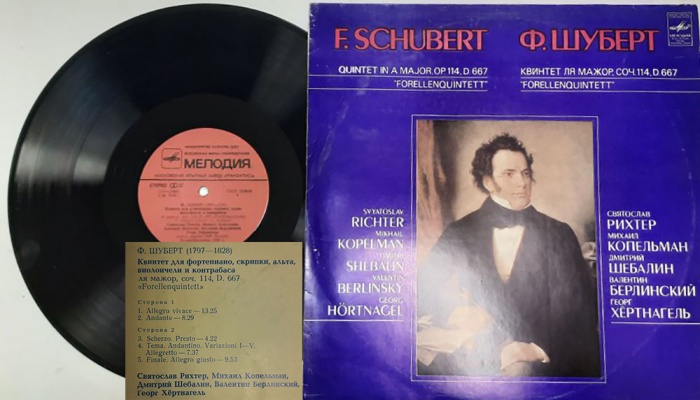 МЕЛОДИЯ
СТЕРЕО
Ф. ШУБЕРТ (1797—1828)
Квинтет для фортепиано, скрипки, альта,
виолончели и контрабаса
ля мажор, соч. 114, D. 667
«Forellenquintett»
Сторона 1
1. Allegro vivace — 13.25
2. Andante — 8.29
Сторона 2
3. Scherzo. Presto — 4.22
4. Tema. Andantino. Variazioni I—V.
Allegretto — 7.37
5. Finale. Allegro giusto — 9.53
Святослав Рихтер, Михаил Копельман,
Дмитрий Шебалин, Валентин Берлинский,
Георг Хёртнагель
F. SCHUBERT
QUINTET IN A MAJOR, OP 114, D. 667
"FORELLENQUINTETT"
Ф. ШУБЕРТ
КВИНТЕТ ЛЯ МАЖОР, СОЧ. 114, D. 667
"FORELLENQUINTETT"
SVYATOSLAV
RICHTER
MIKHAIL
KOPELMAN
SHEBALIN
VALENTIN
BERLINSKY
GEORG
HÖRTNAGEL
СВЯТОСЛАВ
РИХТЕР
МИХАИЛ
КОПЕЛЬМАН
ДМИТРИЙ
ШЕБАЛИН
ВАЛЕНТИН
БЕРЛИНСКИЙ
ГЕОРГ
ХЁРТНАГЕЛЬ